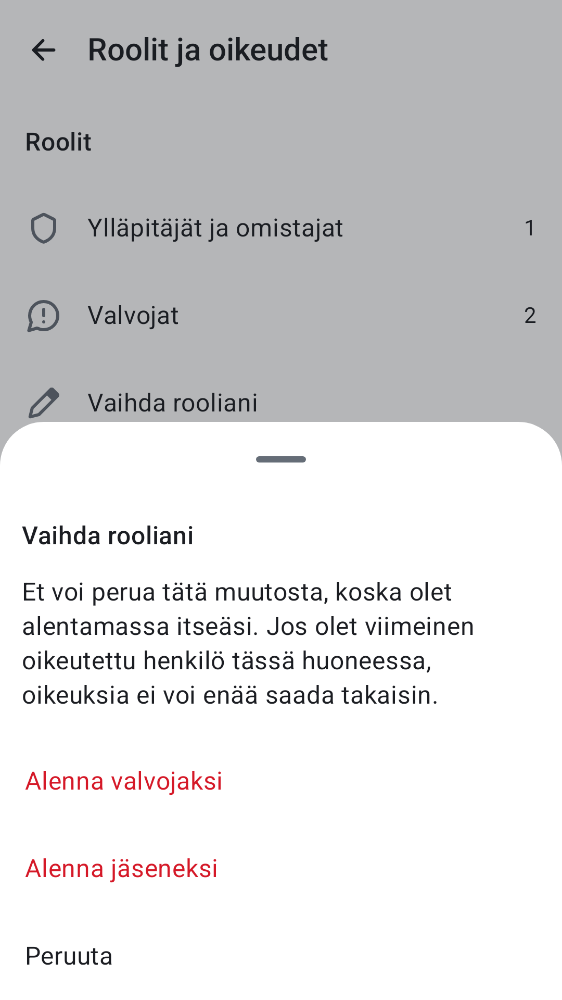 Roolit ja oikeudet
Roolit
Ylläpitäjät ja omistajat 1
Valvojat 2
Vaihda rooliani
Vaihda rooliani
Et voi perua tätä muutosta, koska olet
alentamassa itseäsi. Jos olet viimeinen
oikeutettu henkilö tässä huoneessa,
oikeuksia ei voi enää saada takaisin.
Alenna valvojaksi
Alenna jäseneksi
Peruuta